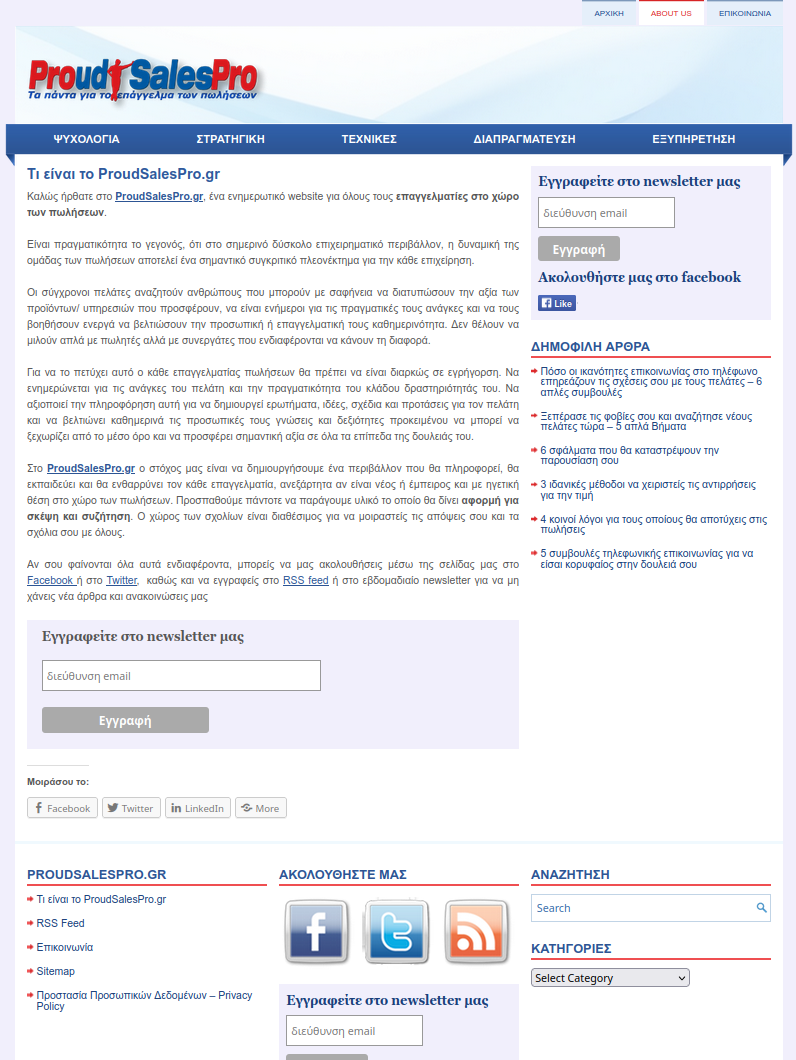 ΑΡΧΙΚΗ
ABOUT US
ΕΠΙΚΟΙΝΩΝΙΑ
ProudSalesPro
Τα πάντα για το επάγγελμα των πωλήσεων
ΨΥΧΟΛΟΓΙΑ
ΣΤΡΑΤΗΓΙΚΗ
ΤΕΧΝΙΚΕΣ
ΔΙΑΠΡΑΓΜΑΤΕΥΣΗ
ΕΞΥΠΗΡΕΤΗΣΗ
Τι είναι το ProudSalesPro.gr
Καλώς ήρθατε στο ProudSalesPro.gr, ένα ενημερωτικό website για όλους τους επαγγελματίες στο χώρο
των πωλήσεων.
Είναι πραγματικότητα το γεγονός, ότι στο σημερινό δύσκολο επιχειρηματικό περιβάλλον, η δυναμική της
ομάδας των πωλήσεων αποτελεί ένα σημαντικό συγκριτικό πλεονέκτημα για την κάθε επιχείρηση.
Οι σύγχρονοι πελάτες αναζητούν ανθρώπους που μπορούν με σαφήνεια να διατυπώσουν την αξία των
προϊόντων/ υπηρεσιών που προσφέρουν, να είναι ενήμεροι για τις πραγματικές τους ανάγκες και να τους
βοηθήσουν ενεργά να βελτιώσουν την προσωπική ή επαγγελματική τους καθημερινότητα. Δεν θέλουν να
μιλούν απλά με πωλητές αλλά με συνεργάτες που ενδιαφέρονται να κάνουν τη διαφορά.
Για να το πετύχει αυτό ο κάθε επαγγελματίας πωλήσεων θα πρέπει να είναι διαρκώς σε εγρήγορση. Να
ενημερώνεται για τις ανάγκες του πελάτη και την πραγματικότητα του κλάδου δραστηριότητάς του. Να
αξιοποιεί την πληροφόρηση αυτή για να δημιουργεί ερωτήματα, ιδέες, σχέδια και προτάσεις για τον πελάτη
και να βελτιώνει καθημερινά τις προσωπικές τους γνώσεις και δεξιότητες προκειμένου να μπορεί να
ξεχωρίζει από το μέσο όρο και να προσφέρει σημαντική αξία σε όλα τα επίπεδα της δουλειάς του.
Στο ProudSalesPro.gr ο στόχος μας είναι να δημιουργήσουμε ένα περιβάλλον που θα πληροφορεί, θα
εκπαιδεύει και θα ενθαρρύνει τον κάθε επαγγελματία, ανεξάρτητα αν είναι νέος ή έμπειρος και με ηγετική
θέση στο χώρο των πωλήσεων. Προσπαθούμε πάντοτε να παράγουμε υλικό το οποίο θα δίνει αφορμή για
σκέψη και συζήτηση. Ο χώρος των σχολίων είναι διαθέσιμος για να μοιραστείς τις απόψεις σου και τα
σχόλια σου με όλους.
Αν σου φαίνονται όλα αυτά ενδιαφέροντα, μπορείς να μας ακολουθήσεις μέσω της σελίδας μας στο
Facebook ή στο Twitter, καθώς και να εγγραφείς στο RSS feed ή στο εβδομαδιαίο newsletter για να μη
χάνεις νέα άρθρα και ανακοινώσεις μας
Εγγραφείτε στο newsletter μας
διεύθυνση email
Εγγραφή
Μοιράσου το:
Facebook
Twitter
LinkedIn
More
Εγγραφείτε στο newsletter μας
διεύθυνση email
Εγγραφή
Ακολουθήστε μας στο facebook
Like
ΔΗΜΟΦΙΛΗ ΑΡΘΡΑ
Πόσο οι ικανότητες επικοινωνίας στο τηλέφωνο
επηρεάζουν τις σχέσεις σου με τους πελάτες – 6
απλές συμβουλές
Ξεπέρασε τις φοβίες σου και αναζήτησε νέους
πελάτες τώρα – 5 απλά Βήματα
6 σφάλματα που θα καταστρέψουν την
παρουσίαση σου
3 ιδανικές μέθοδοι να χειριστείς τις αντιρρήσεις
για την τιμή
4 κοινοί λόγοι για τους οποίους θα αποτύχεις στις
πωλήσεις
5 συμβουλές τηλεφωνικής επικοινωνίας για να
είσαι κορυφαίος στην δουλειά σου
PROUDSALESPRO.GR
Τι είναι το ProudSalesPro.gr
RSS Feed
Επικοινωνία
Sitemap
Προστασία Προσωπικών Δεδομένων – Privacy
Policy
ΑΚΟΛΟΥΘΗΣΤΕ ΜΑΣ
Εγγραφείτε στο newsletter μας
διεύθυνση email
ΑΝΑΖΗΤΗΣΗ
Search
ΚΑΤΗΓΟΡΙΕΣ
Select Category